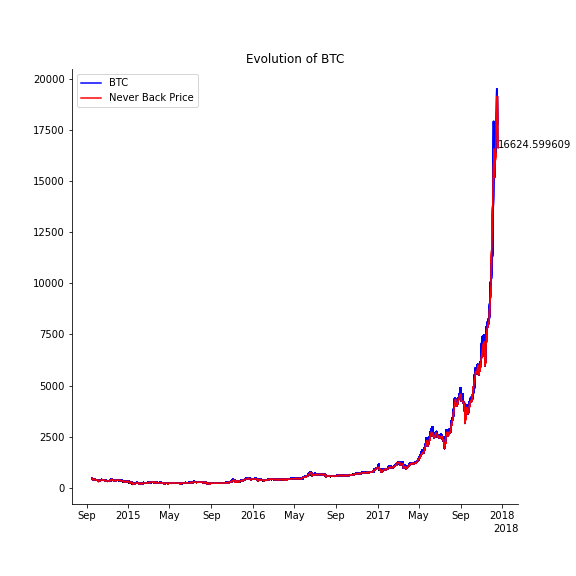 Evolution of BTC
BTC
Never Back Price
20000
17500
15000
12500
10000
7500
5000
2500
0
16624.599609
Sep 2015 May Sep 2016 May Sep 2017 May Sep 2018
2018